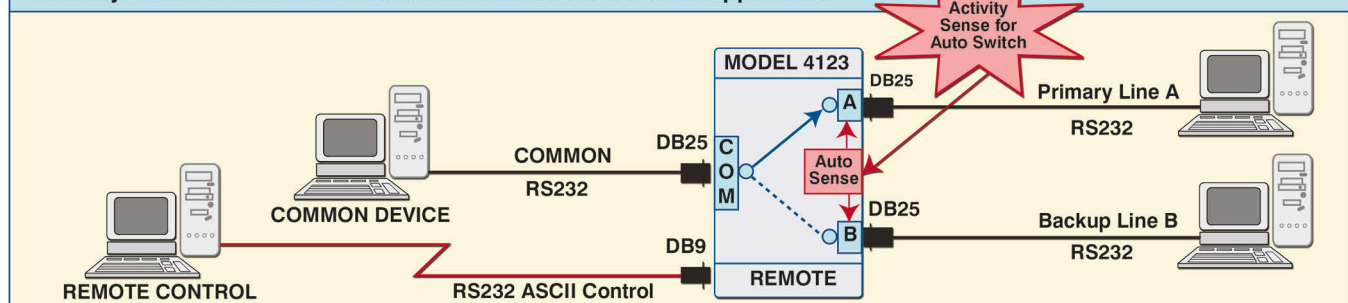 Activity
Sense for
Auto Switch
MODEL 4123
DB25
A
Primary Line A
RS232
DB25
COM
COMMON
RS232
COMMON DEVICE
Auto
Sense
DB25
B
Backup Line B
RS232
DB9
REMOTE
RS232 ASCII Control
REMOTE CONTROL